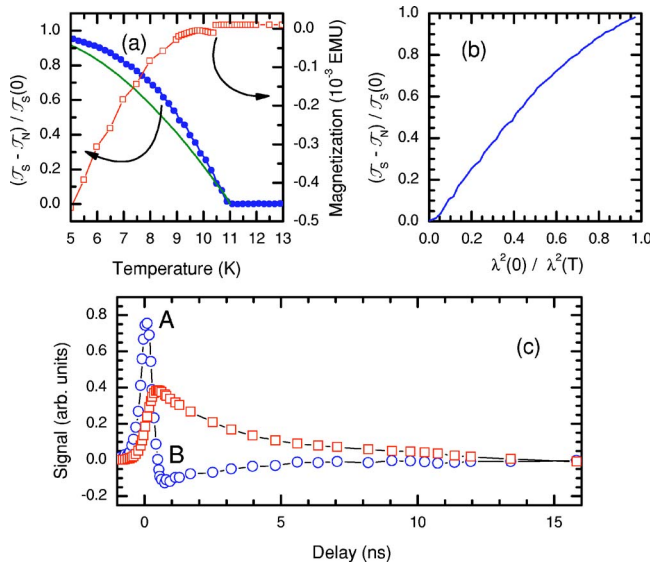 (a)
(𝒯S - 𝒯N) / 𝒯S(0)
1.0
0.8
0.6
0.4
0.2
0.0
5 6 7 8 9 10 11 12 13
Temperature (K)
0.0
-0.1
-0.2
-0.3
-0.4
-0.5
Magnetization (10⁻³ EMU)
(b)
(𝒯S - 𝒯N) / 𝒯S(0)
1.0
0.8
0.6
0.4
0.2
0.0
0.0 0.2 0.4 0.6 0.8 1.0
λ²(0) / λ²(T)
(c)
A
B
Signal (arb. units)
0.8
0.4
0.0
-0.2
0 5 10 15
Delay (ns)